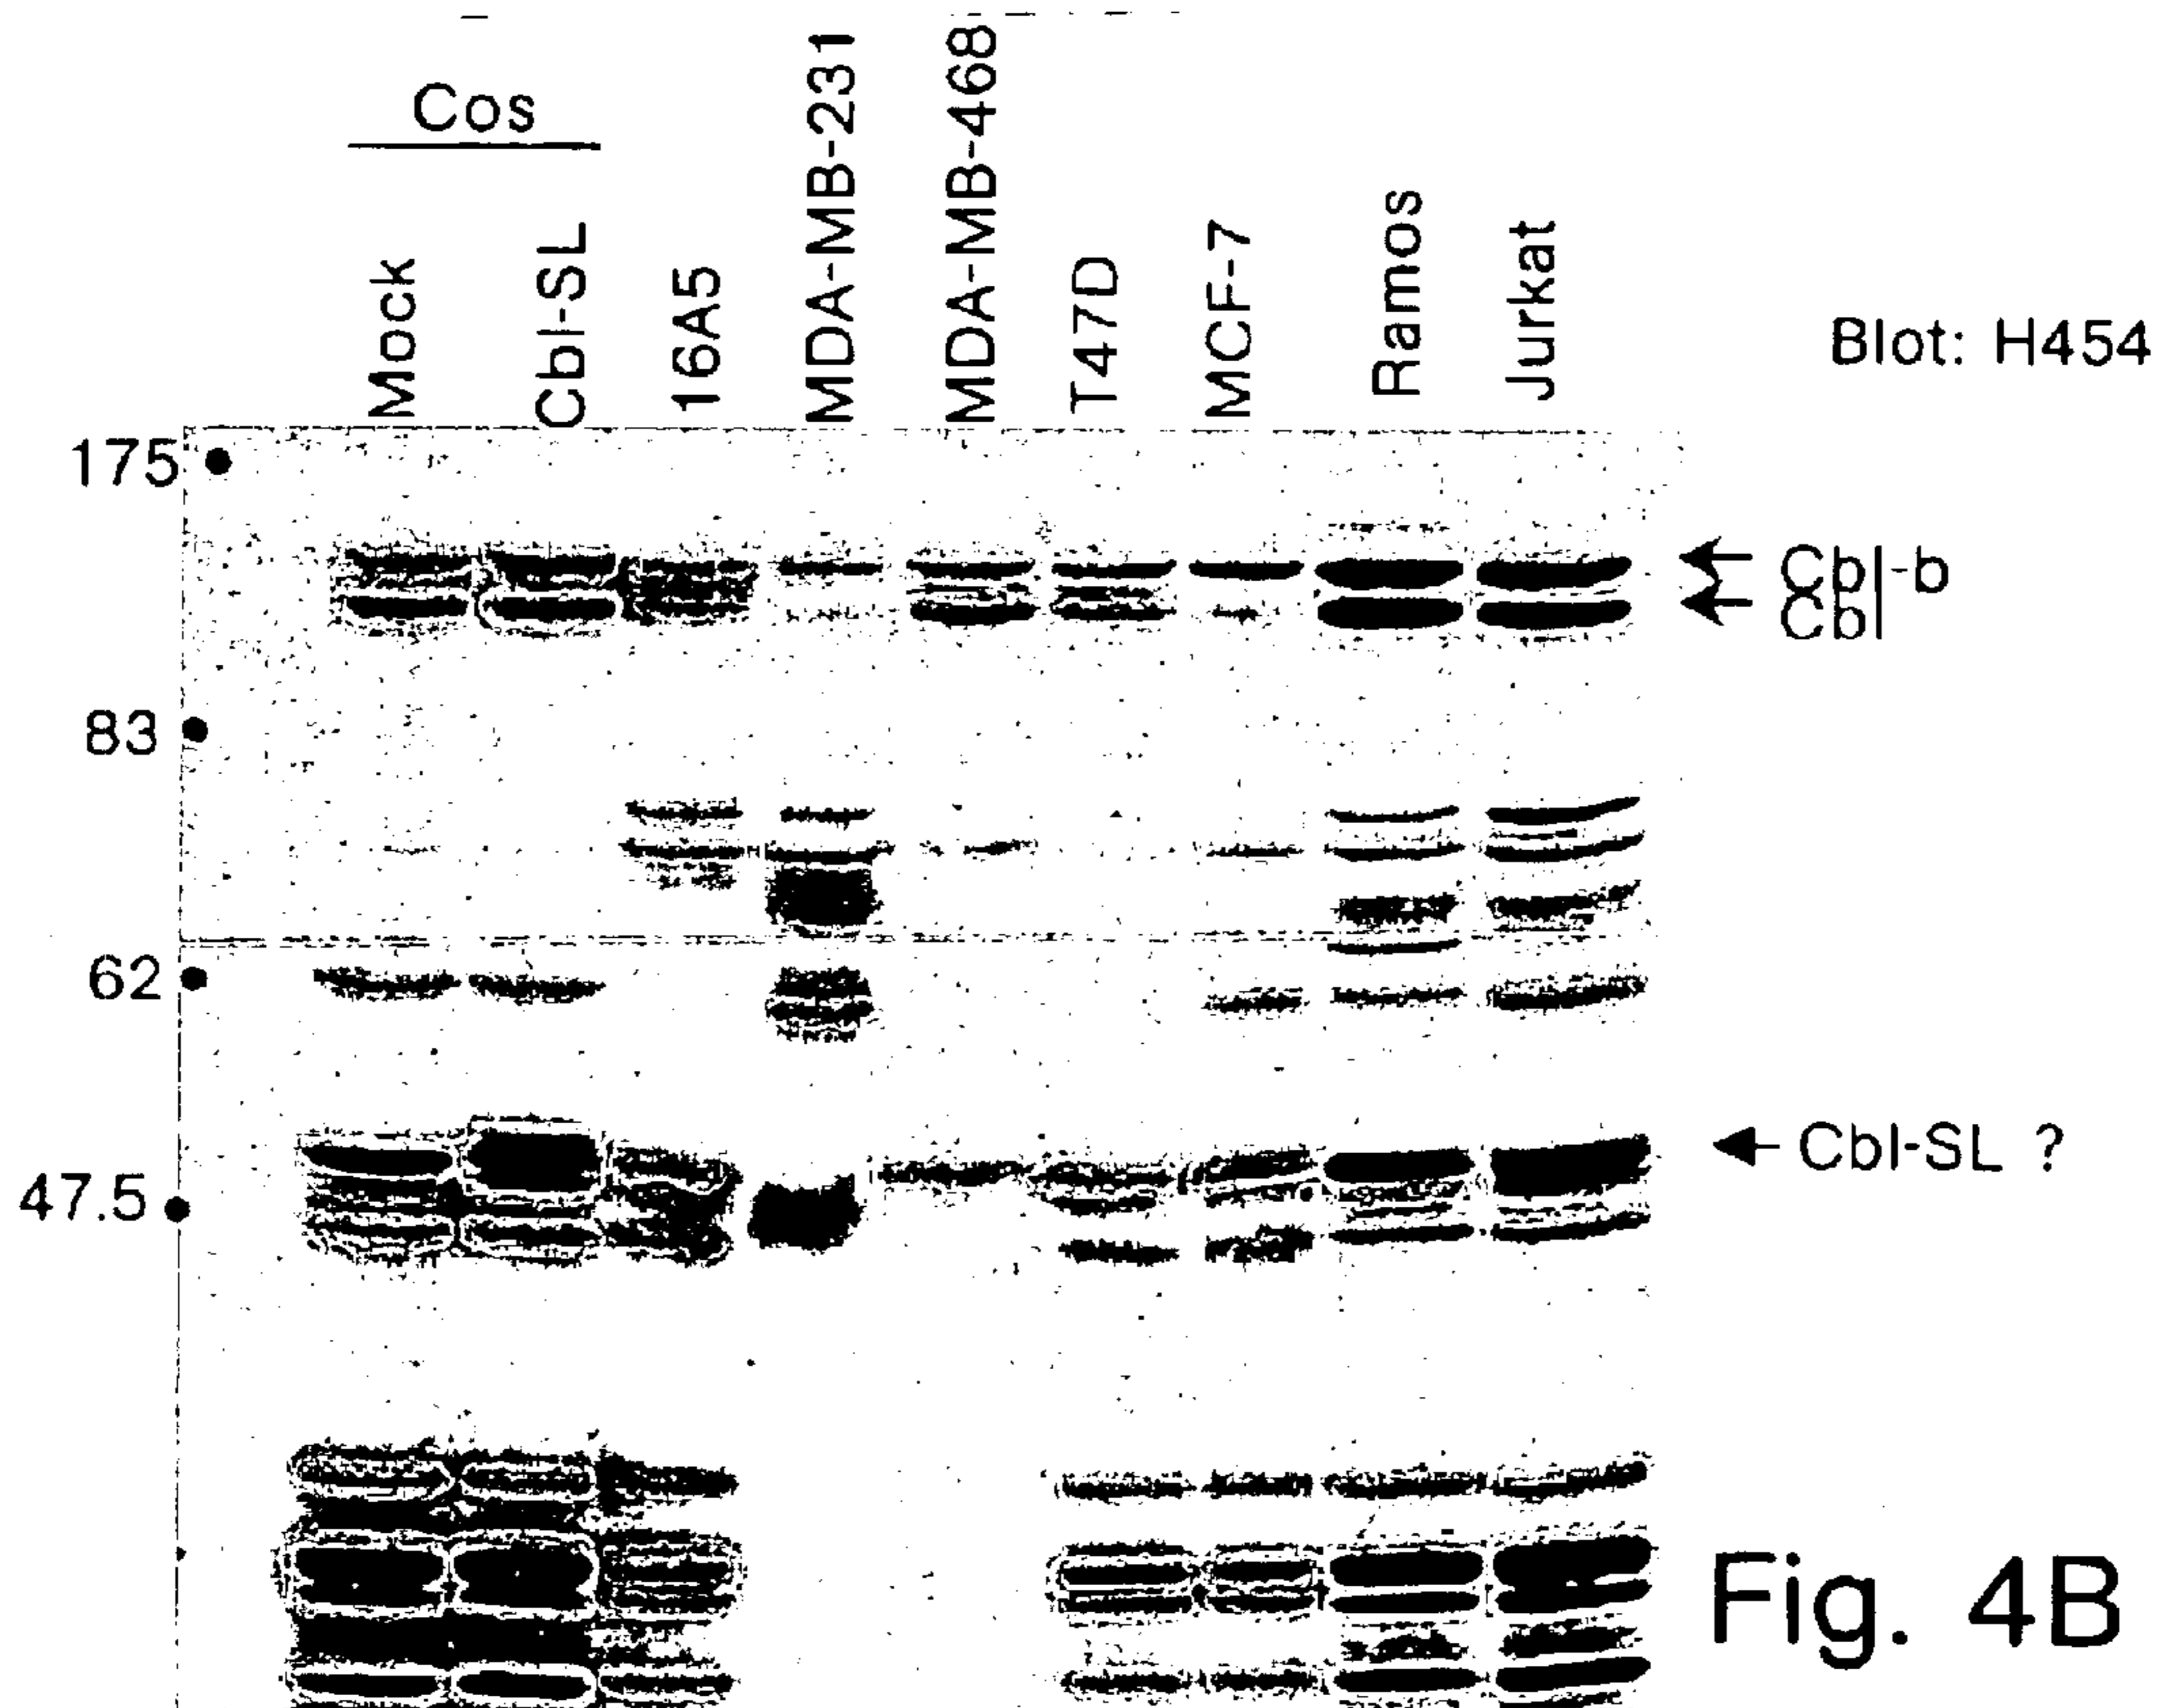 Cos
Mock
Cbl-SL
16A5
MDA-MB-231
MDA-MB-468
T47D
MCF-7
Ramos
Jurkat
Blot: H454
175
Cbl-b
Cbl
83
62
Cbl-SL ?
47.5
Fig. 4B